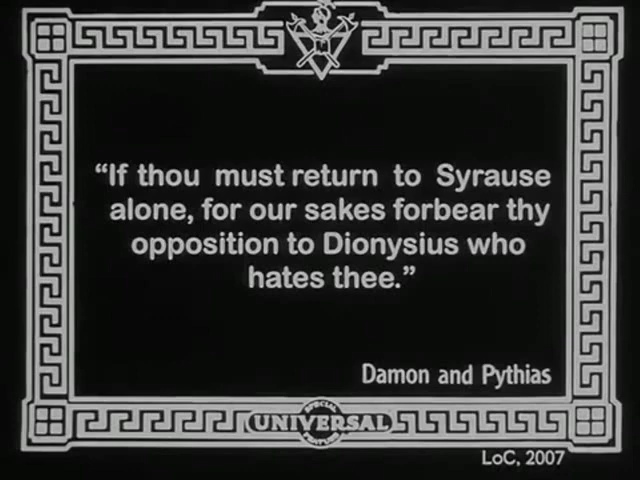 “If thou must return to Syrause
alone, for our sakes forbear thy
opposition to Dionysius who
hates thee.”
Damon and Pythias
SPECIAL
UNIVERSAL
FEATURE
LoC, 2007